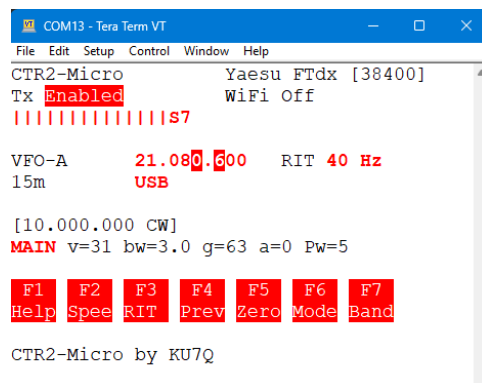 COM13 - Tera Term VT
File Edit Setup Control Window Help
CTR2-Micro Yaesu FTdx [38400]
Tx Enabled WiFi Off
||||||||||||||S7
VFO-A 21.080.600 RIT 40 Hz
15m USB
[10.000.000 CW]
MAIN v=31 bw=3.0 g=63 a=0 Pw=5
F1 F2 F3 F4 F5 F6 F7
Help Spee RIT Prev Zero Mode Band
CTR2-Micro by KU7Q